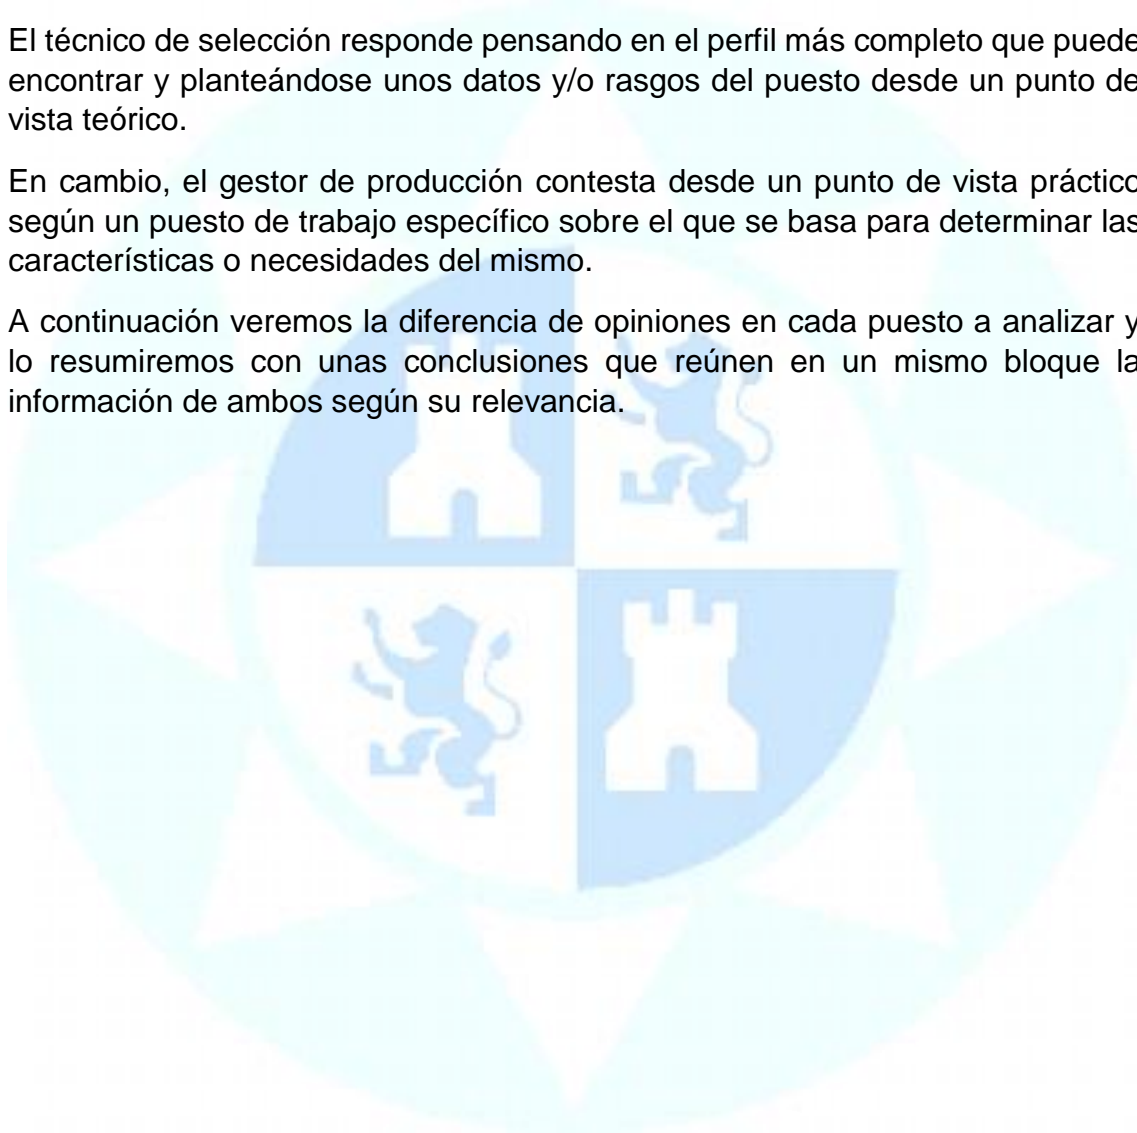 El técnico de selección responde pensando en el perfil más completo que puede
encontrar y planteándose unos datos y/o rasgos del puesto desde un punto de
vista teórico.
En cambio, el gestor de producción contesta desde un punto de vista práctico
según un puesto de trabajo específico sobre el que se basa para determinar las
características o necesidades del mismo.
A continuación veremos la diferencia de opiniones en cada puesto a analizar y
lo resumiremos con unas conclusiones que reúnen en un mismo bloque la
información de ambos según su relevancia.